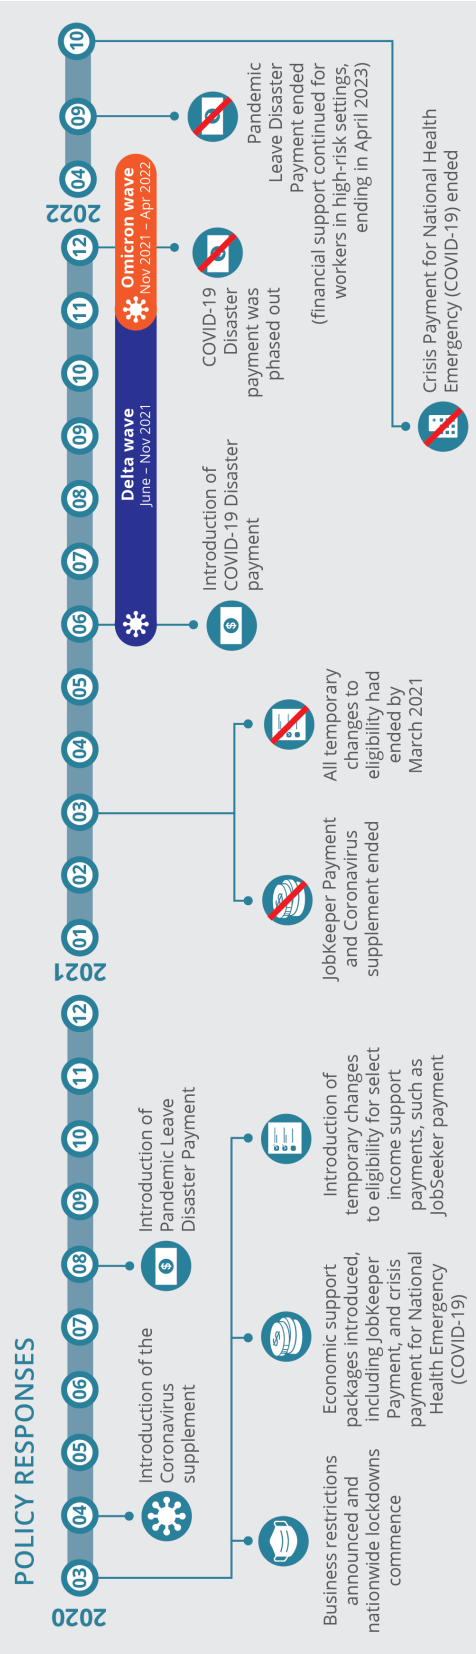 POLICY RESPONSES
2020
03
04
05
06
07
08
09
10
11
12
2021
01
02
03
04
05
06
07
08
09
10
11
12
2022
04
09
10
Delta wave
June – Nov 2021
Omicron wave
Nov 2021 – Apr 2022
Introduction of the
Coronavirus
supplement
Introduction of
Pandemic Leave
Disaster Payment
Business restrictions
announced and
nationwide lockdowns
commence
Economic support
packages introduced,
including JobKeeper
Payment, and crisis
payment for National
Health Emergency
(COVID-19)
Introduction of
temporary changes
to eligibility for select
income support
payments, such as
JobSeeker payment
JobKeeper Payment
and Coronavirus
supplement ended
All temporary
changes to
eligibility had
ended by
March 2021
Introduction of
COVID-19 Disaster
payment
COVID-19
Disaster
payment was
phased out
Pandemic
Leave Disaster
Payment ended
(financial support continued for
workers in high-risk settings,
ending in April 2023)
Crisis Payment for National Health
Emergency (COVID-19) ended